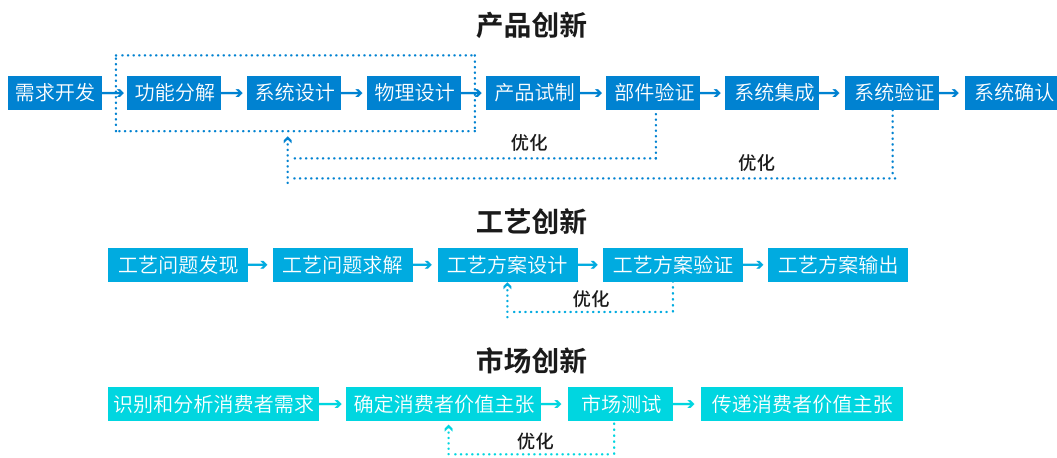 产品创新
需求开发 功能分解 系统设计 物理设计 产品试制 部件验证 系统集成 系统验证 系统确认
优化
优化
工艺创新
工艺问题发现 工艺问题求解 工艺方案设计 工艺方案验证 工艺方案输出
优化
市场创新
识别和分析消费者需求 确定消费者价值主张 市场测试 传递消费者价值主张
优化